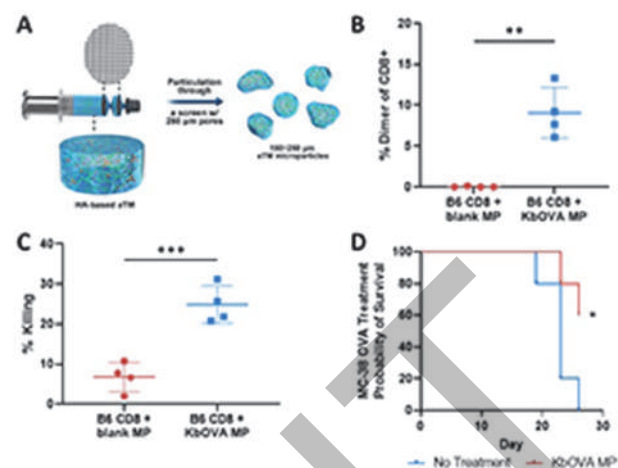 A
Particulation
through
a screen w/
250 μm pores
HA-based aTM
aTM microparticles
B
% Dimer of CD8+
20
15
10
5
0
**
B6 CD8 +
blank MP
B6 CD8 +
KbOVA MP
C
% Killing
40
30
20
10
0
***
B6 CD8 +
blank MP
B6 CD8 +
KbOVA MP
D
MC-38 OVA Treatment
Probability of Survival
100
80
60
40
20
0
*
0
10
20
30
Day
No Treatment
KbOVA MP